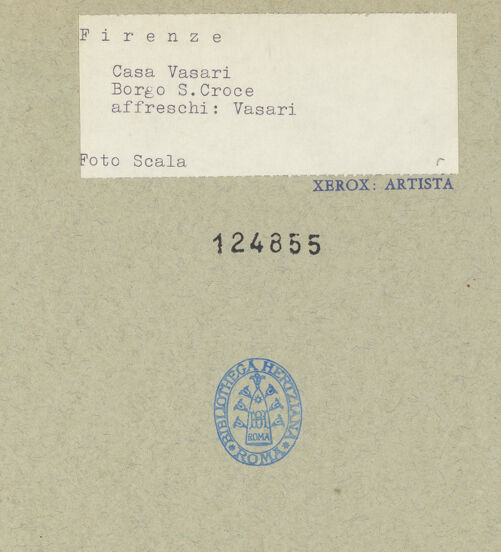 F i r e n z e
Casa Vasari
Borgo S.Croce
affreschi: Vasari
Foto Scala
XEROX: ARTISTA
124855
BIBLIOTHECA HERTZIANA
ROMA
ROMA